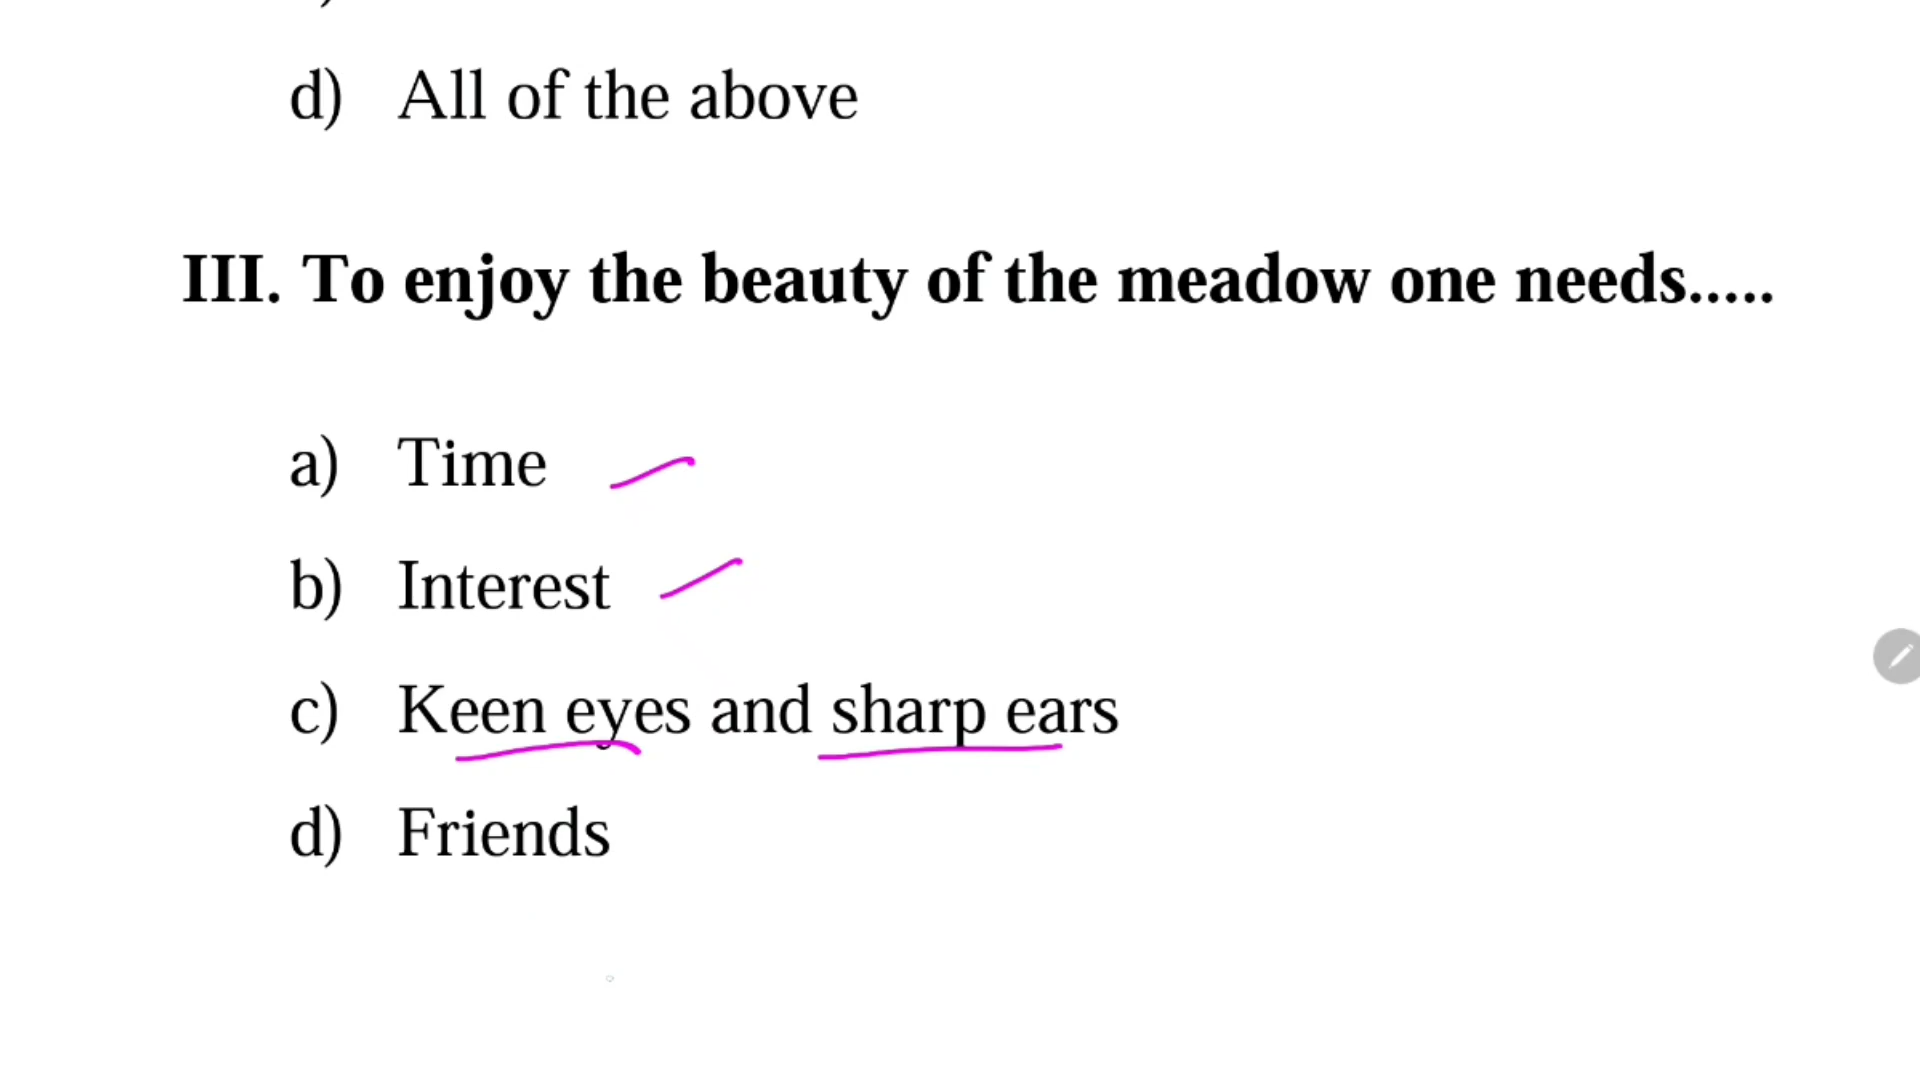 d) All of the above
III. To enjoy the beauty of the meadow one needs.....
a) Time
b) Interest
c) Keen eyes and sharp ears
d) Friends